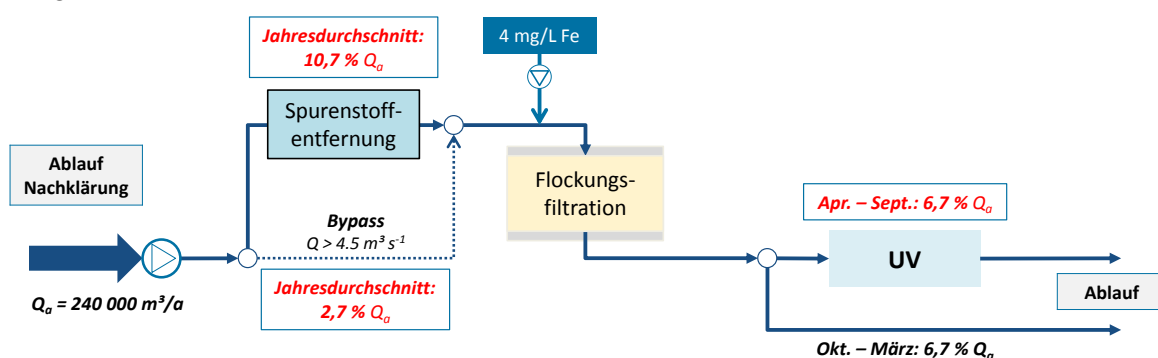 Jahresdurchschnitt:
10,7 % Qa
4 mg/L Fe
Spurenstoff-
entfernung
Ablauf
Nachklärung
Flockungs-
filtration
Bypass
Q > 4.5 m³ s-1
Apr. – Sept.: 6,7 % Qa
UV
Qa = 240 000 m³/a
Jahresdurchschnitt:
2,7 % Qa
Ablauf
Okt. – März: 6,7 % Qa